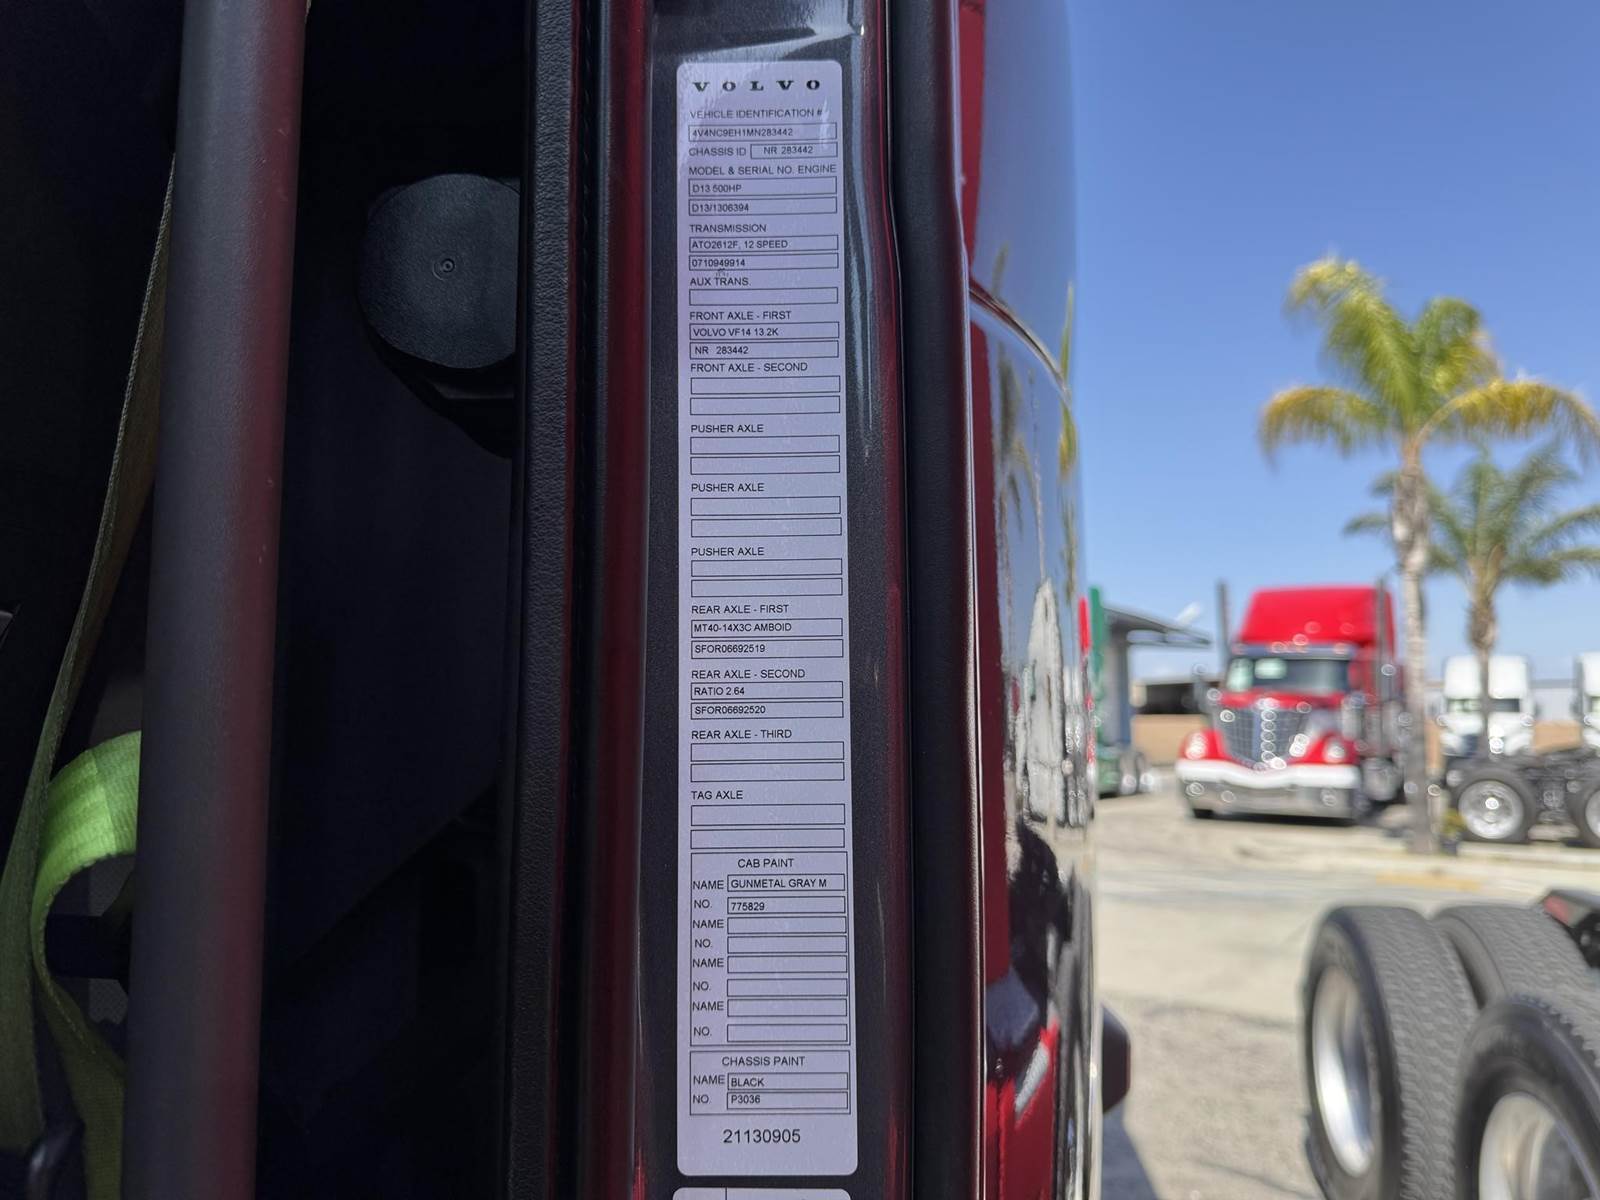 VOLVO
VEHICLE IDENTIFICATION #
4V4NC9EH1MN283442
CHASSIS ID NR 283442
MODEL & SERIAL NO. ENGINE
D13 500HP
D13/1306394
TRANSMISSION
ATO2612F, 12 SPEED
0710949914
AUX TRANS.
FRONT AXLE - FIRST
VOLVO VF14 13.2K
NR 283442
FRONT AXLE - SECOND
PUSHER AXLE
PUSHER AXLE
PUSHER AXLE
REAR AXLE - FIRST
MT40-14X3C AMBOID
SFOR06692519
REAR AXLE - SECOND
RATIO 2.64
SFOR06692520
REAR AXLE - THIRD
TAG AXLE
CAB PAINT
NAME GUNMETAL GRAY M
NO. 775829
NAME
NO.
NAME
NO.
NAME
NO.
CHASSIS PAINT
NAME BLACK
NO. P3036
21130905